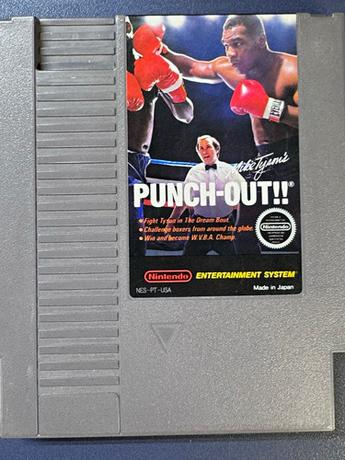 Mike Tyson's
PUNCH-OUT!!®
Fight Tyson in The Dream Bout.
Challenge boxers from around the globe.
Win and become W.V.B.A. Champ.
Nintendo
Nintendo ENTERTAINMENT SYSTEM®
NES-PT-USA
Made in Japan